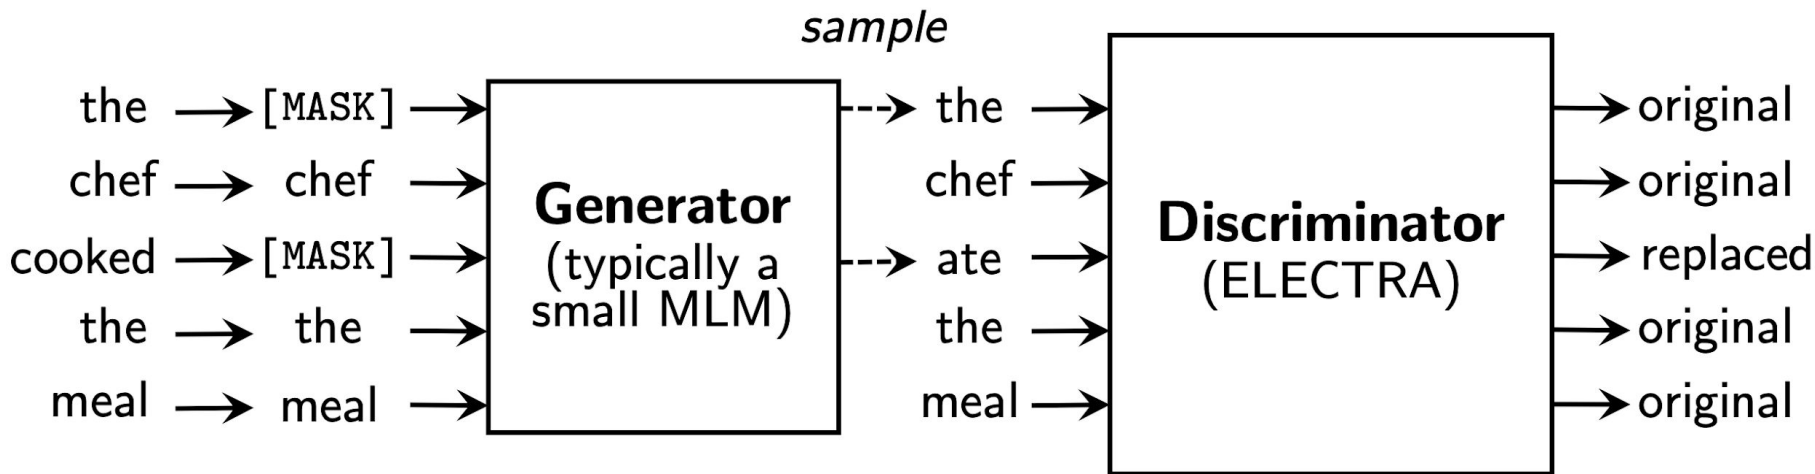 sample
the [MASK] the original
chef chef Generator chef Discriminator original
cooked [MASK] (typically a ate (ELECTRA) replaced
the the small MLM) the original
meal meal meal original